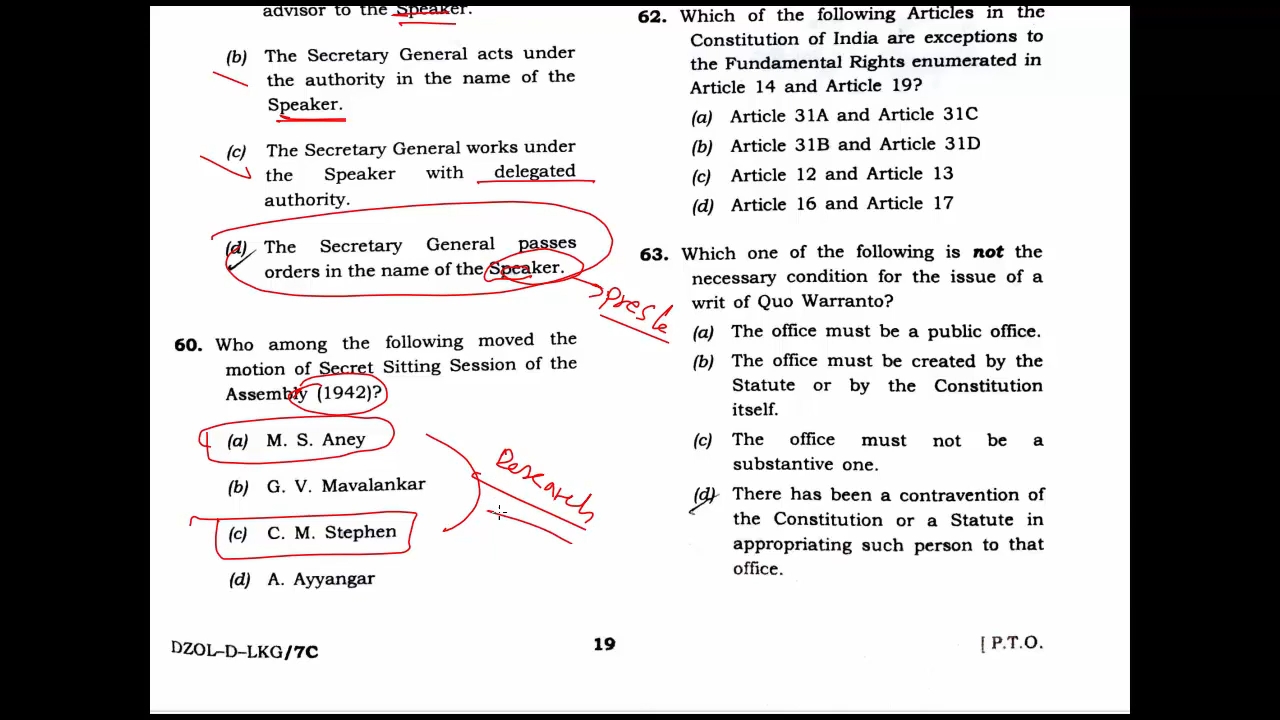 advisor to the Speaker.
(b) The Secretary General acts under
the authority in the name of the
Speaker.
(c) The Secretary General works under
the Speaker with delegated
authority.
(d) The Secretary General passes
orders in the name of the Speaker.
60. Who among the following moved the
motion of Secret Sitting Session of the
Assembly (1942)?
(a) M. S. Aney
(b) G. V. Mavalankar
(c) C. M. Stephen
(d) A. Ayyangar
Research
62. Which of the following Articles in the
Constitution of India are exceptions to
the Fundamental Rights enumerated in
Article 14 and Article 19?
(a) Article 31A and Article 31C
(b) Article 31B and Article 31D
(c) Article 12 and Article 13
(d) Article 16 and Article 17
63. Which one of the following is not the
necessary condition for the issue of a
writ of Quo Warranto?
(a) The office must be a public office.
(b) The office must be created by the
Statute or by the Constitution
itself.
(c) The office must not be a
substantive one.
(d) There has been a contravention of
the Constitution or a Statute in
appropriating such person to that
office.
DZOL-D-LKG/7C
19
[ P.T.O.